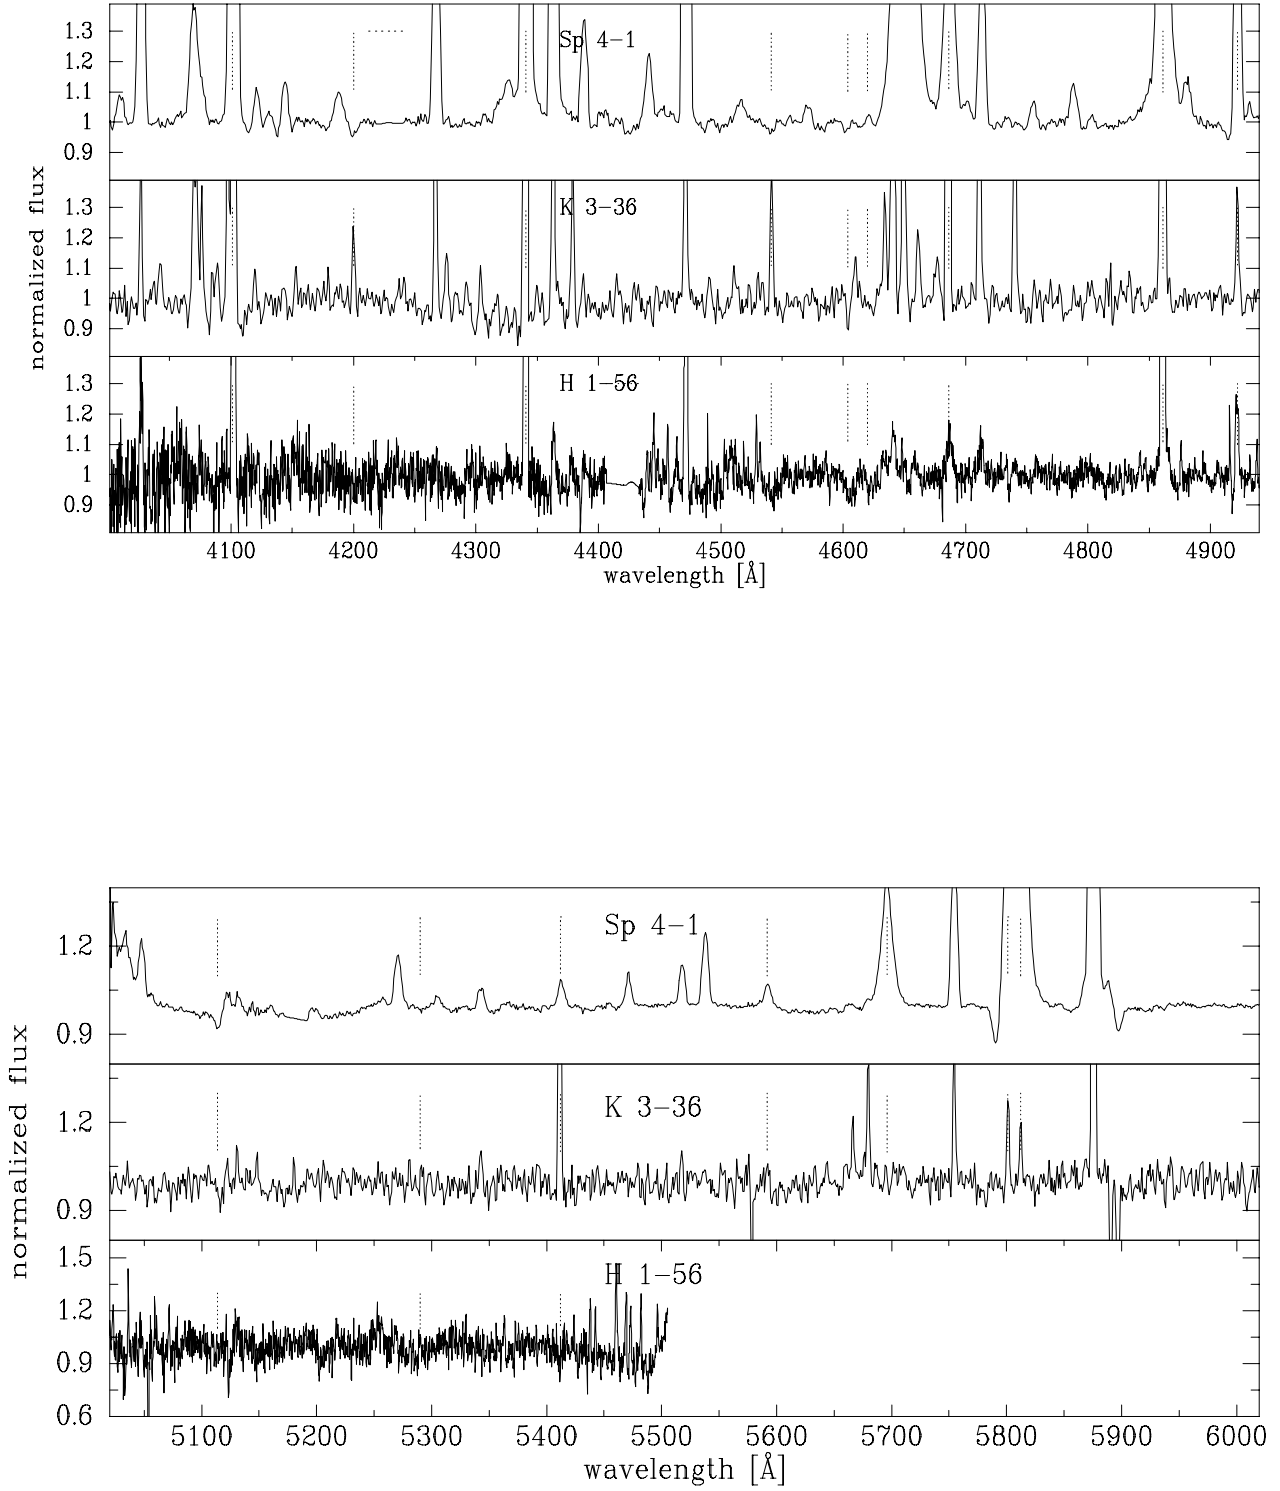 1.3
Sp 4-1
1.2
1.1
1
0.9
normalized flux
1.3
K 3-36
1.2
1.1
1
0.9
1.3
H 1-56
1.2
1.1
1
0.9
4100 4200 4300 4400 4500 4600 4700 4800 4900
wavelength [Å]
Sp 4-1
1.2
0.9
normalized flux
K 3-36
1.2
0.9
1.5
H 1-56
1.2
0.9
0.6
5100 5200 5300 5400 5500 5600 5700 5800 5900 6000
wavelength [Å]